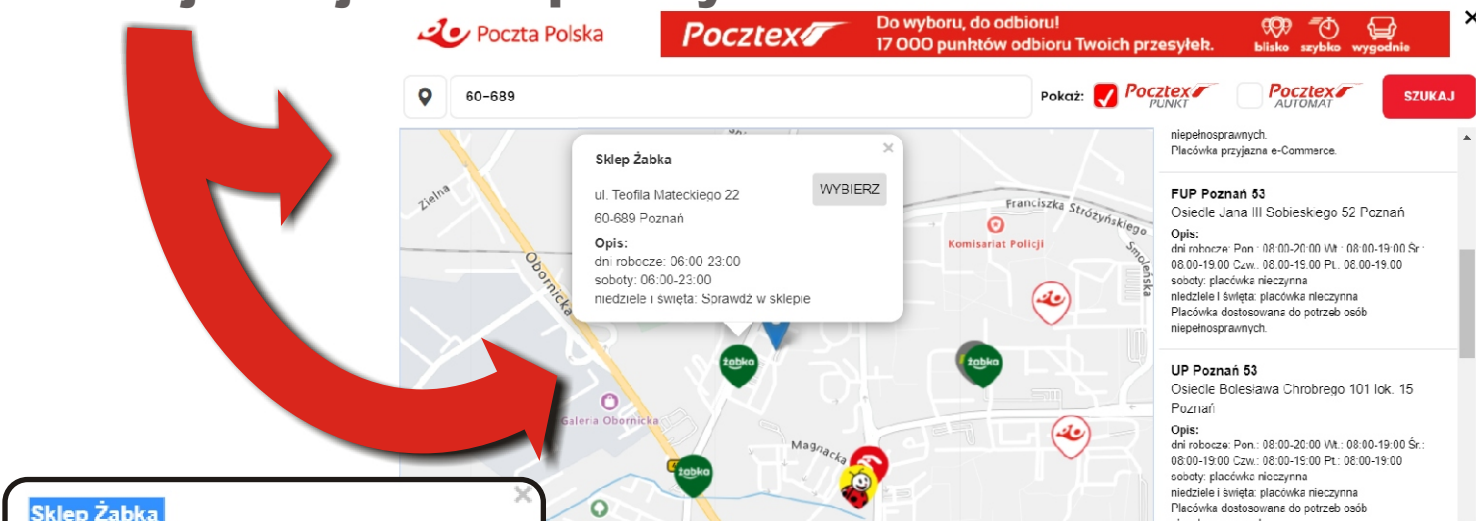 Poczta Polska
Pocztex
Do wyboru, do odbioru!
17 000 punktów odbioru Twoich przesyłek.
blisko szybko wygodnie
60-689
Pokaż:
Pocztex
PUNKT
Pocztex
AUTOMAT
SZUKAJ
Sklep Żabka
ul. Teofila Mateckiego 22
60-689 Poznań
WYBIERZ
Opis:
dni robocze: 06:00-23:00
soboty: 06:00-23:00
niedziele i święta: Sprawdź w sklepie
Zielna
Obornicka
Franciszka Stróżyńskiego
Komisariat Policji
Smoleńska
żabka
żabka
Galeria Obornicka
Magnacka
żabka
niepełnosprawnych.
Placówka przyjazna e-Commerce.
FUP Poznań 53
Osiedle Jana III Sobieskiego 52 Poznań
Opis:
dni robocze: Pon.: 08:00-20:00 Wt.: 08:00-19:00 Śr.:
08:00-19:00 Czw.: 08:00-19:00 Pt.: 08:00-19:00
soboty: placówka nieczynna
niedziele i święta: placówka nieczynna
Placówka dostosowana do potrzeb osób
niepełnosprawnych.
UP Poznań 53
Osiedle Bolesława Chrobrego 101 lok. 15
Poznań
Opis:
dni robocze: Pon.: 08:00-20:00 Wt.: 08:00-19:00 Śr.:
08:00-19:00 Czw.: 08:00-19:00 Pt.: 08:00-19:00
soboty: placówka nieczynna
niedziele i święta: placówka nieczynna
Placówka dostosowana do potrzeb osób
Sklep Żabka